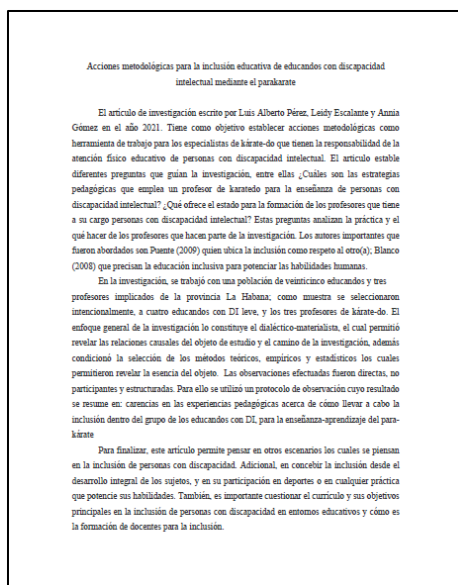 Acciones metodológicas para la inclusión educativa de educandos con discapacidad
intelectual mediante el parakarate
El artículo de investigación escrito por Luis Alberto Pérez, Leidy Escalante y Annia
Gómez en el año 2021. Tiene como objetivo establecer acciones metodológicas como
herramienta de trabajo para los especialistas de kárate-do que tienen la responsabilidad de la
atención físico educativo de personas con discapacidad intelectual. El articulo estable
diferentes preguntas que guían la investigación, entre ellas ¿Cuáles son las estrategias
pedagógicas que emplea un profesor de karatedo para la enseñanza de personas con
discapacidad intelectual? ¿Qué ofrece el estado para la formación de los profesores que tiene
a su cargo personas con discapacidad intelectual? Estas preguntas analizan la práctica y el
qué hacer de los profesores que hacen parte de la investigación. Los autores importantes que
fueron abordados son Puente (2009) quien ubica la inclusión como respeto al otro(a); Blanco
(2008) que precisan la educación inclusiva para potenciar las habilidades humanas.
En la investigación, se trabajó con una población de veinticinco educandos y tres
profesores implicados de la provincia La Habana; como muestra se seleccionaron
intencionalmente, a cuatro educandos con DI leve, y los tres profesores de kárate-do. El
enfoque general de la investigación lo constituye el dialéctico-materialista, el cual permitió
revelar las relaciones causales del objeto de estudio y el camino de la investigación, además
condicionó la selección de los métodos teóricos, empíricos y estadísticos los cuales
permitieron revelar la esencia del objeto. Las observaciones efectuadas fueron directas, no
participantes y estructuradas. Para ello se utilizó un protocolo de observación cuyo resultado
se resume en: carencias en las experiencias pedagógicas acerca de cómo llevar a cabo la
inclusión dentro del grupo de los educandos con DI, para la enseñanza-aprendizaje del para-
kárate
Para finalizar, este artículo permite pensar en otros escenarios los cuales se piensan
en la inclusión de personas con discapacidad. Adicional, en concebir la inclusión desde el
desarrollo integral de los sujetos, y en su participación en deportes o en cualquier práctica
que potencie sus habilidades. También, es importante cuestionar el currículo y sus objetivos
principales en la inclusión de personas con discapacidad en entornos educativos y cómo es
la formación de docentes para la inclusión.